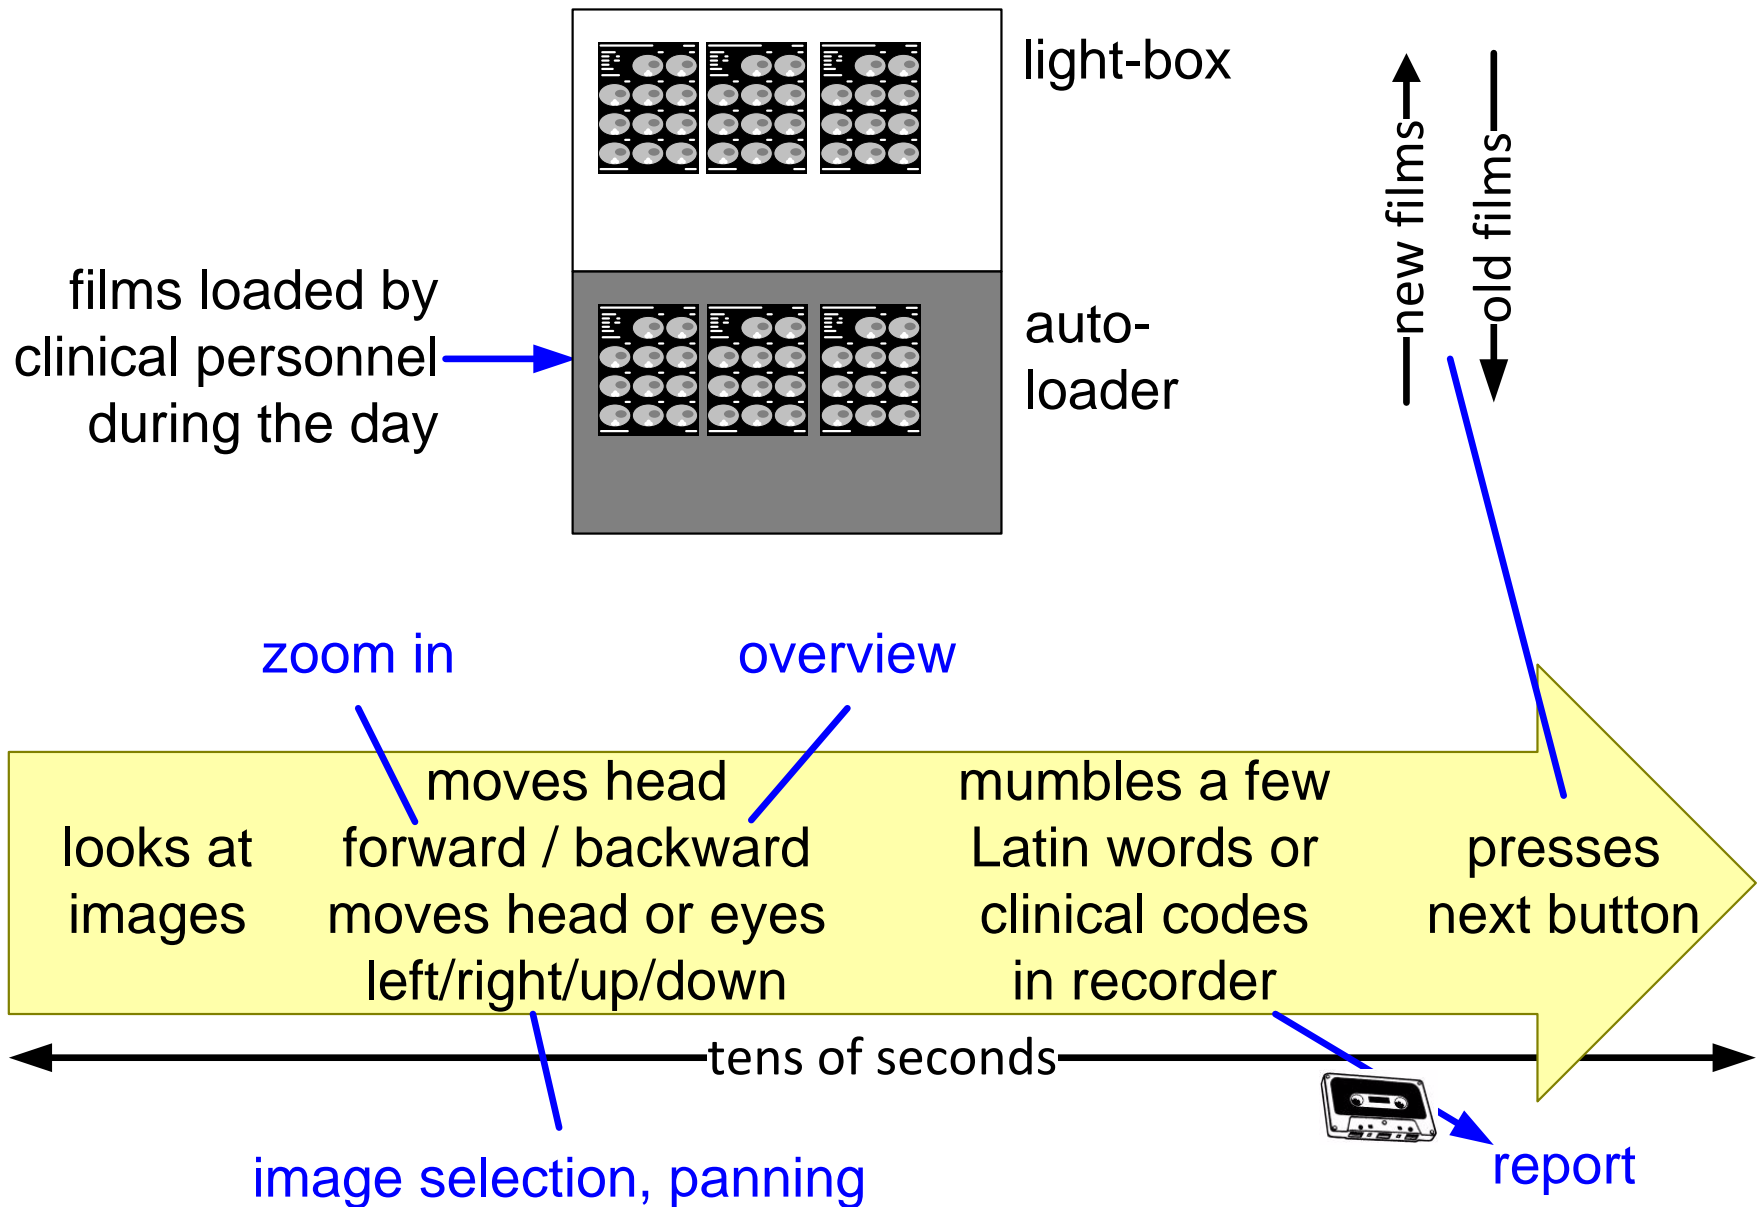 light-box
new films
old films
films loaded by
clinical personnel
during the day
auto-
loader
zoom in
overview
looks at
images
moves head
forward / backward
moves head or eyes
left/right/up/down
mumbles a few
Latin words or
clinical codes
in recorder
presses
next button
tens of seconds
image selection, panning
report